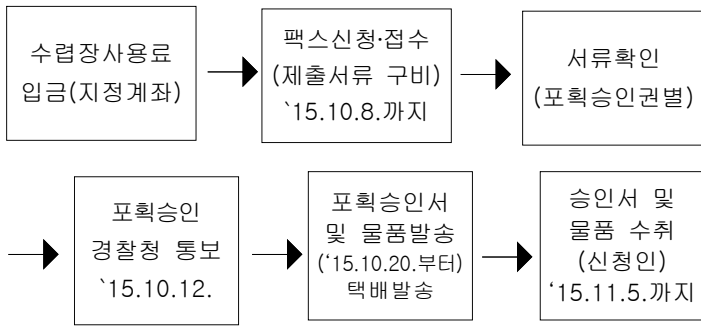 수렵장사용료
입금(지정계좌)
팩스신청·접수
(제출서류 구비)
`15.10.8.까지
서류확인
(포획승인권별)
포획승인
경찰청 통보
`15.10.12.
포획승인서
및 물품발송
(‘15.10.20.부터)
택배발송
승인서 및
물품 수취
(신청인)
‘15.11.5.까지